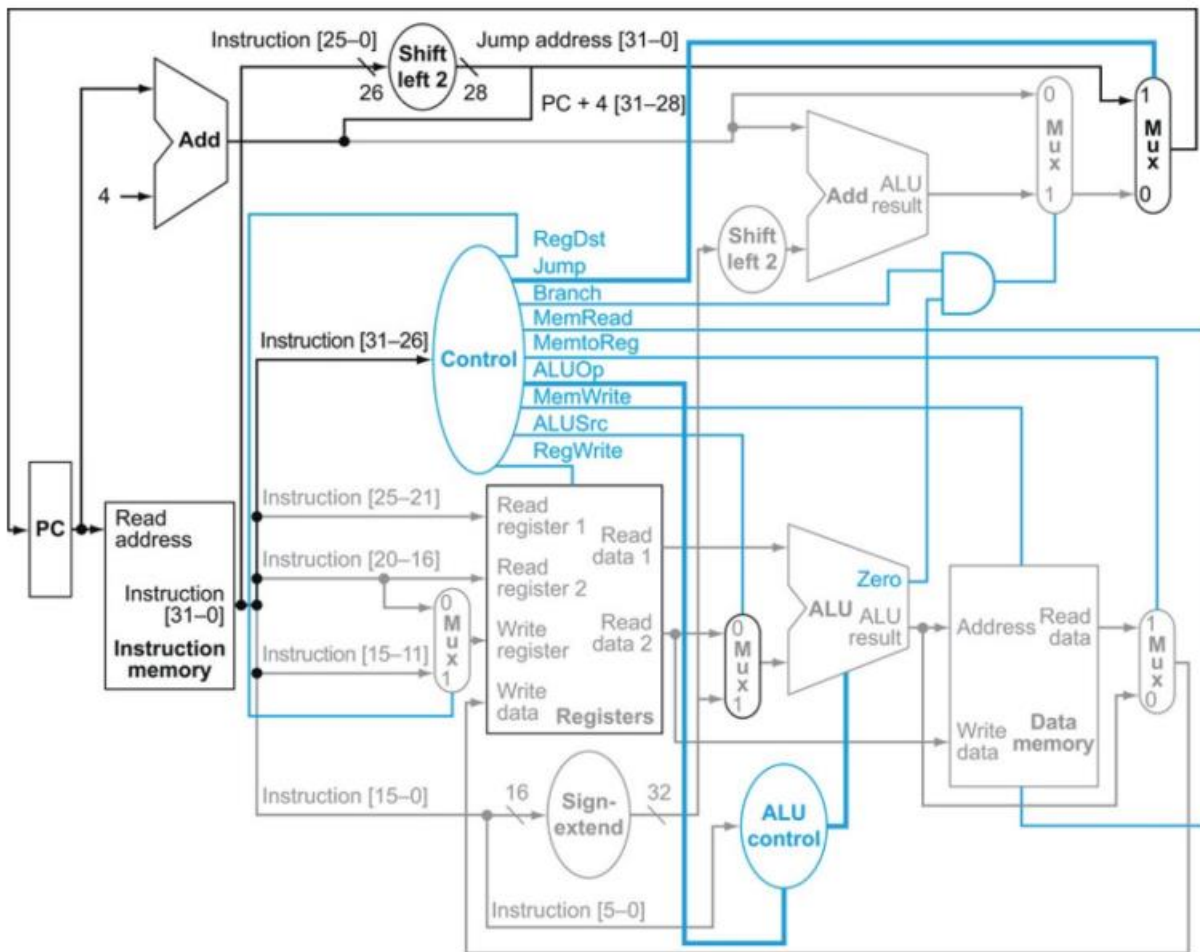 Instruction [25–0]
Shift
left 2
Jump address [31–0]
26
28
PC + 4 [31–28]
Add
4
0
M
u
x
1
1
M
u
x
0
Add
ALU
result
Shift
left 2
RegDst
Jump
Branch
MemRead
MemtoReg
ALUOp
MemWrite
ALUSrc
RegWrite
Instruction [31–26]
Control
PC
Read
address
Instruction
[31–0]
Instruction
memory
Instruction [25–21]
Instruction [20–16]
Instruction [15–11]
0
M
u
x
1
Read
register 1
Read
register 2
Write
register
Write
data
Read
data 1
Read
data 2
Registers
0
M
u
x
1
Zero
ALU
ALU
result
Address
Read
data
Write
data
Data
memory
1
M
u
x
0
Instruction [15–0]
16
Sign-
extend
32
ALU
control
Instruction [5–0]